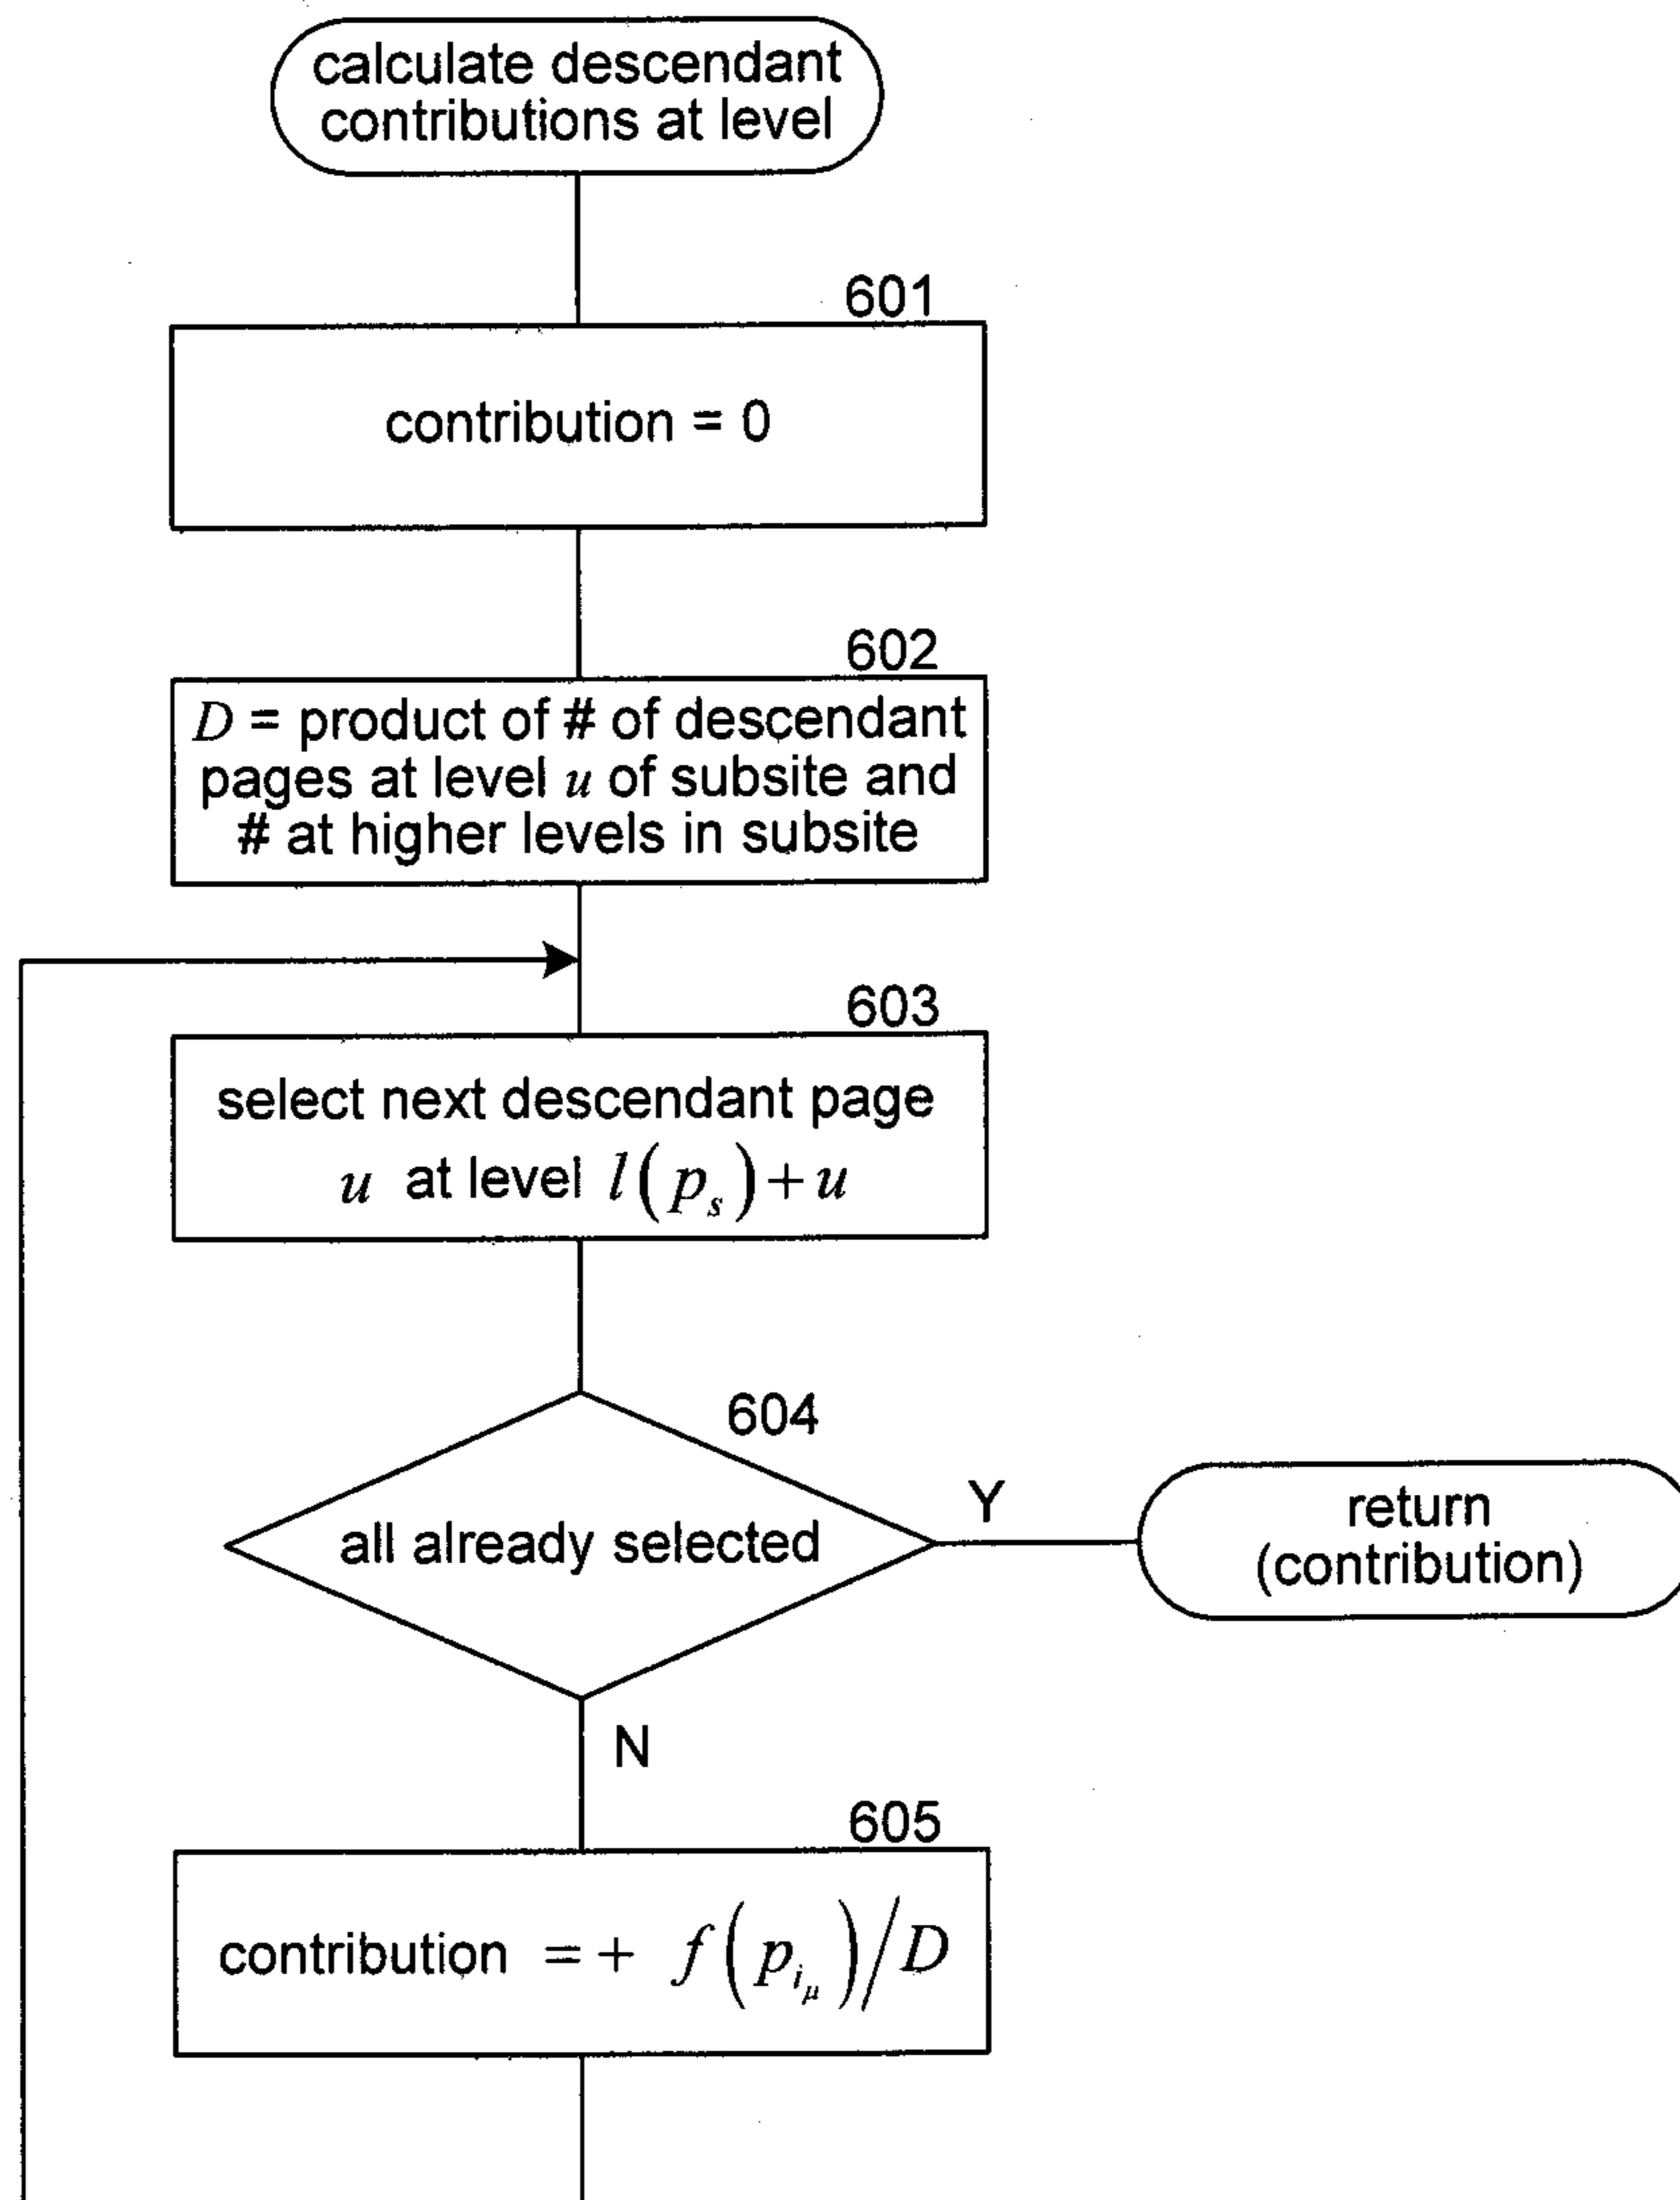 calculate descendant
contributions at level
601
contribution = 0
602
D = product of # of descendant
pages at level u of subsite and
# at higher levels in subsite
603
select next descendant page
u at level l(p_s)+u
604
all already selected
Y
return
(contribution)
N
605
contribution =+ f(p_{i_μ})/D